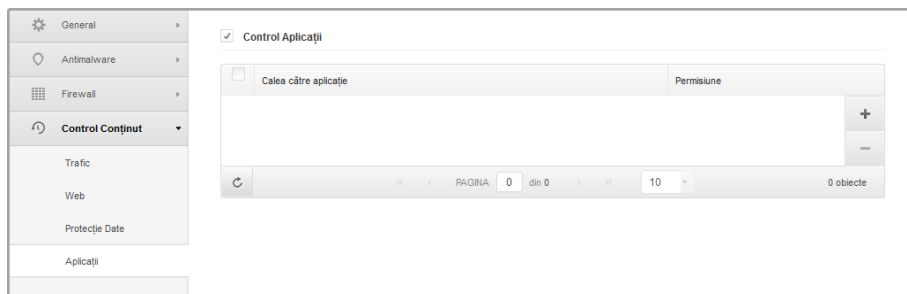 General
Antimalware
Firewall
Control Conținut
Trafic
Web
Protecție Date
Aplicații
Control Aplicații
Calea către aplicație Permisiune
PAGINA 0 din 0 10 0 obiecte